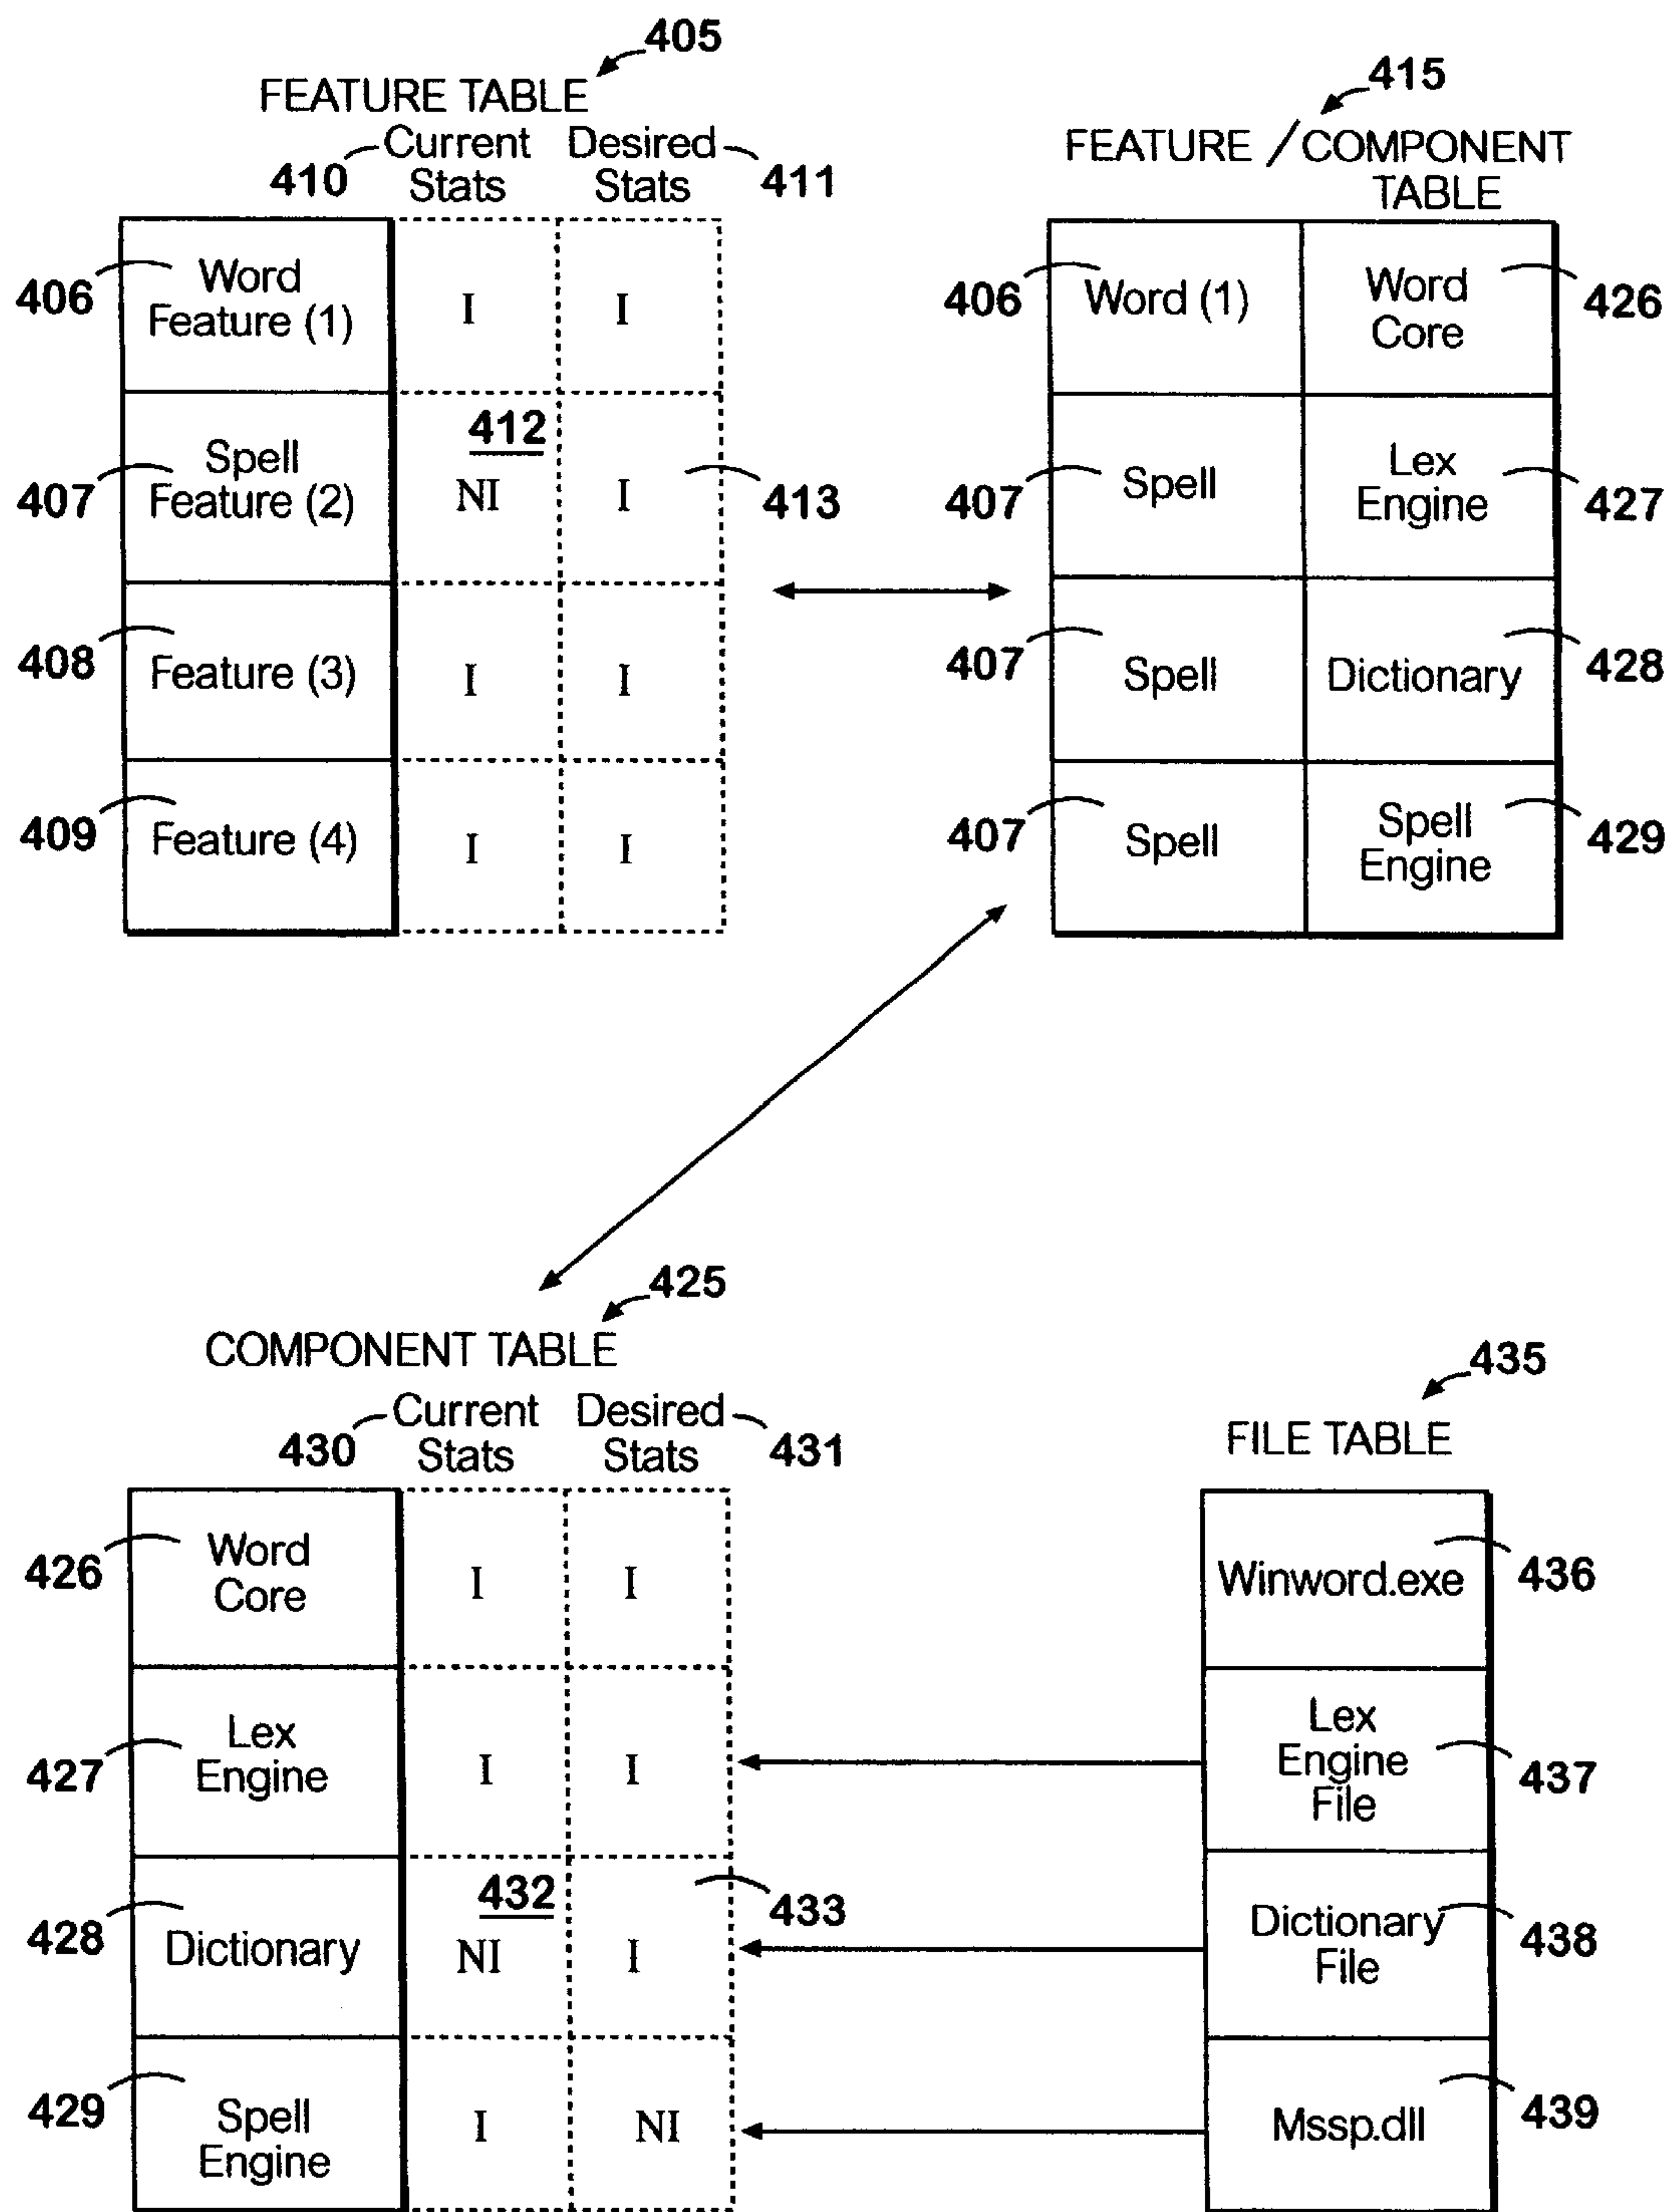 405
FEATURE TABLE
Current Desired
410 Stats Stats 411
406 Word Feature (1) I I
412
407 Spell Feature (2) NI I 413
408 Feature (3) I I
409 Feature (4) I I
415
FEATURE / COMPONENT
TABLE
406 Word (1) Word Core 426
407 Spell Lex Engine 427
407 Spell Dictionary 428
407 Spell Spell Engine 429
425
COMPONENT TABLE
Current Desired
430 Stats Stats 431
426 Word Core I I
427 Lex Engine I I
432
428 Dictionary NI I 433
429 Spell Engine I NI
435
FILE TABLE
Winword.exe 436
Lex Engine File 437
Dictionary File 438
Mssp.dll 439